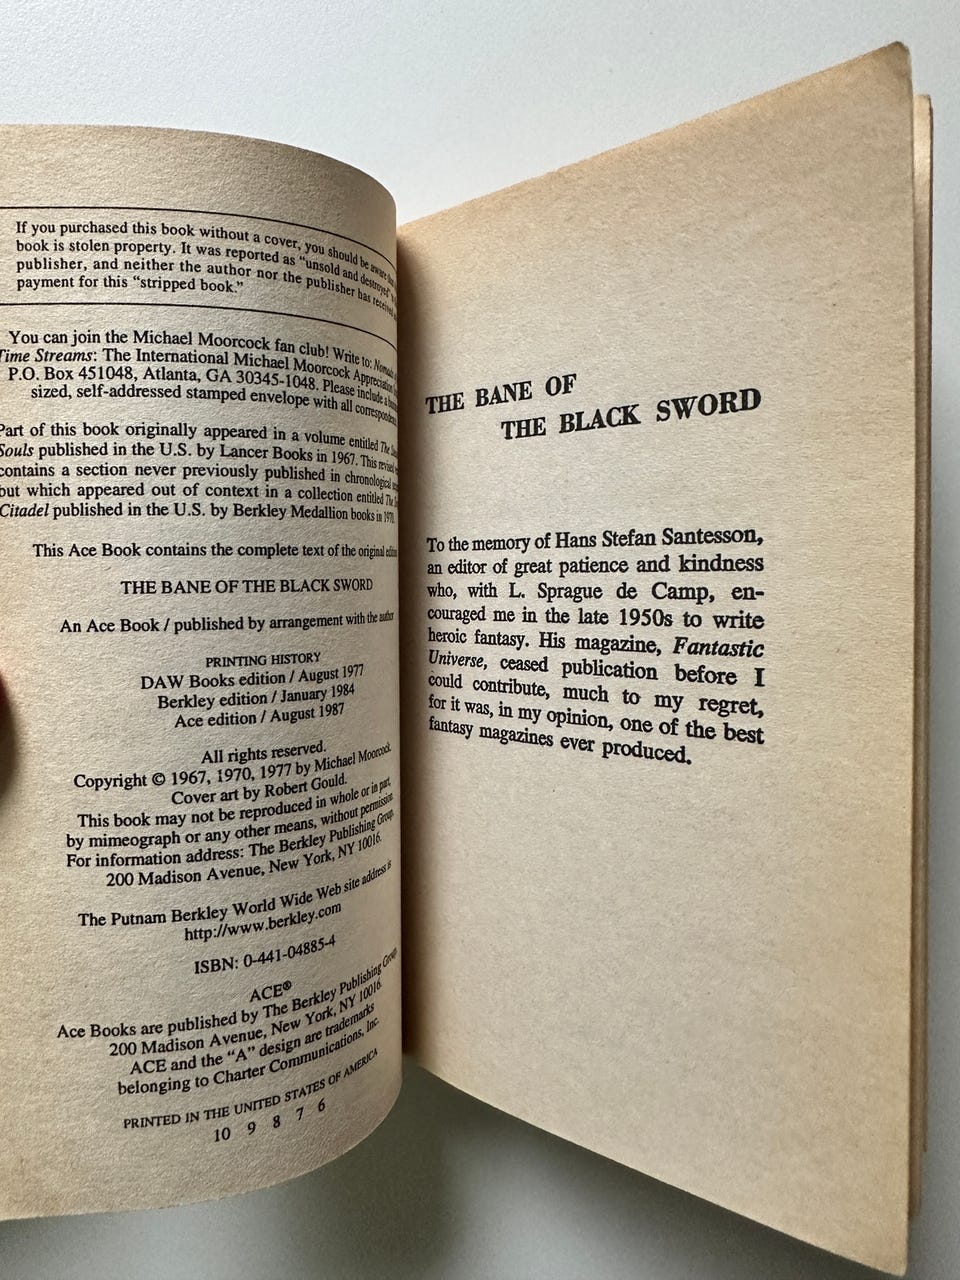 If you purchased this book without a cover, you should be aware
book is stolen property. It was reported as "unsold and destroyed"
publisher, and neither the author nor the publisher has received
payment for this "stripped book."
You can join the Michael Moorcock fan club! Write to: Nomads
Time Streams: The International Michael Moorcock Appreciation
P.O. Box 451048, Atlanta, GA 30345-1048. Please include a
sized, self-addressed stamped envelope with all
Part of this book originally appeared in a volume entitled The
Souls published in the U.S. by Lancer Books in 1967. This revised
contains a section never previously published in chronological
but which appeared out of context in a collection entitled The
Citadel published in the U.S. by Berkley Medallion books in 1970.
This Ace Book contains the complete text of the original
THE BANE OF THE BLACK SWORD
An Ace Book / published by arrangement with the author
PRINTING HISTORY
DAW Books edition / August 1977
Berkley edition / January 1984
Ace edition / August 1987
All rights reserved.
Copyright © 1967, 1970, 1977 by Michael Moorcock.
Cover art by Robert Gould.
This book may not be reproduced in whole or in part,
by mimeograph or any other means, without permission.
For information address: The Berkley Publishing Group,
200 Madison Avenue, New York, NY 10016.
The Putnam Berkley World Wide Web site address is
http://www.berkley.com
ISBN: 0-441-04885-4
ACE®
Ace Books are published by The Berkley Publishing Group,
200 Madison Avenue, New York, NY 10016.
ACE and the "A" design are trademarks
belonging to Charter Communications, Inc.
PRINTED IN THE UNITED STATES OF AMERICA
10 9 8 7 6
THE BANE OF
THE BLACK SWORD
To the memory of Hans Stefan Santesson,
an editor of great patience and kindness
who, with L. Sprague de Camp, en-
couraged me in the late 1950s to write
heroic fantasy. His magazine, Fantastic
Universe, ceased publication before I
could contribute, much to my regret,
for it was, in my opinion, one of the best
fantasy magazines ever produced.